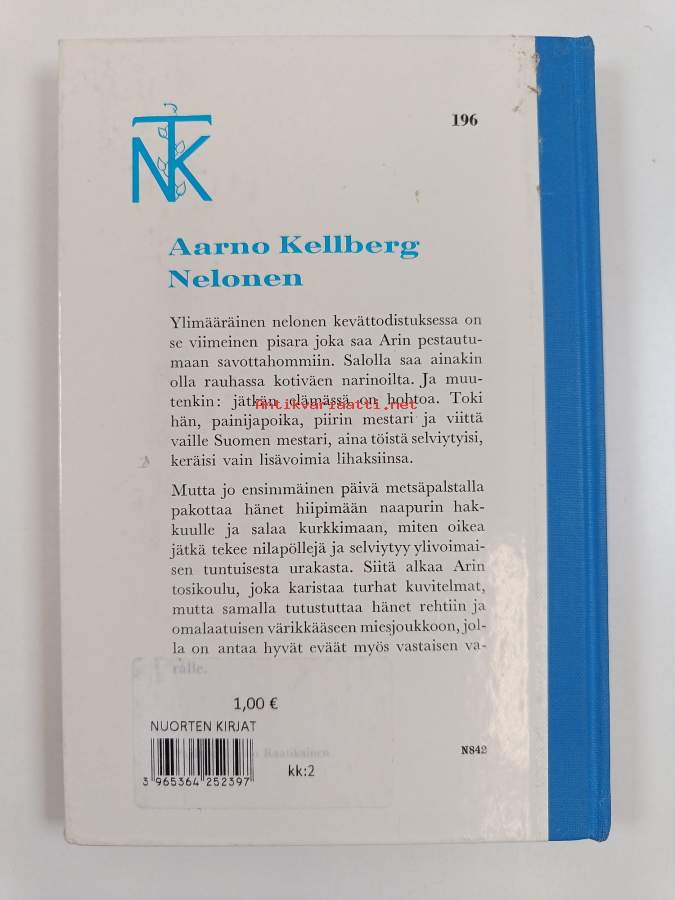 NTK
196
Aarno Kellberg
Nelonen
Ylimääräinen nelonen kevättodistuksessa on
se viimeinen pisara joka saa Arin pestautu-
maan savottahommiin. Salolla saa ainakin
olla rauhassa kotiväen narinoilta. Ja muu-
tenkin: jätkän elämässä on hohtoa. Toki
Antikvariaatti.net
hän, painijapoika, piirin mestari ja viittä
vaille Suomen mestari, aina töistä selviytyisi,
keräisi vain lisävoimia lihaksiinsa.
Mutta jo ensimmäinen päivä metsäpalstalla
pakottaa hänet hiipimään naapurin hak-
kuulle ja salaa kurkkimaan, miten oikea
jätkä tekee nilapöllejä ja selviytyy ylivoimai-
sen tuntuisesta urakasta. Siitä alkaa Arin
tosikoulu, joka karistaa turhat kuvitelmat,
mutta samalla tutustuttaa hänet rehtiin ja
omalaatuisen värikkääseen miesjoukkoon, jol-
la on antaa hyvät eväät myös vastaisen va-
ralle.
1,00 €
NUORTEN KIRJAT
Raatikainen
N842
kk:2
3 965364 252397